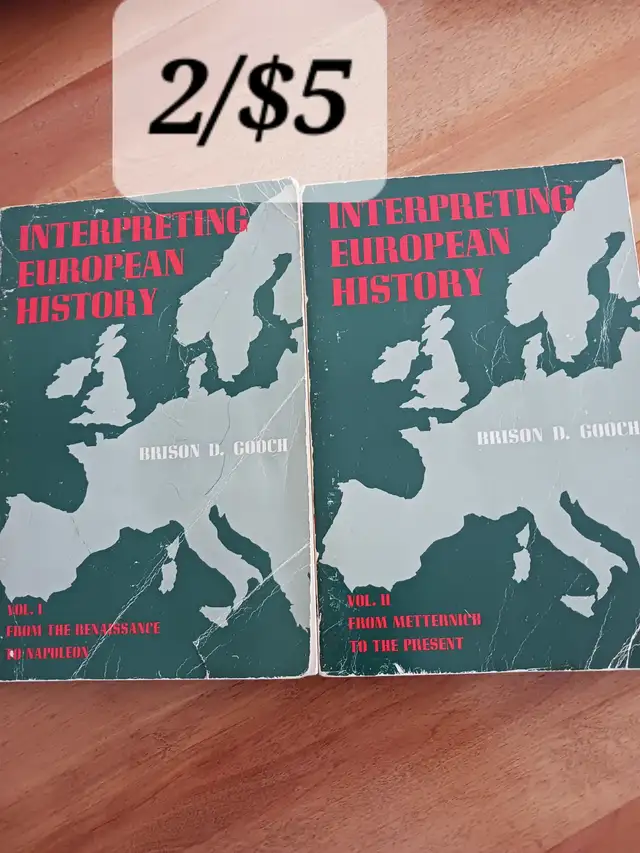 2/$5
INTERPRETING
EUROPEAN
HISTORY
BRISON D. GOOCH
VOL. I
FROM THE RENAISSANCE
TO NAPOLEON
INTERPRETING
EUROPEAN
HISTORY
BRISON D. GOOCH
VOL. II
FROM METTERNICH
TO THE PRESENT